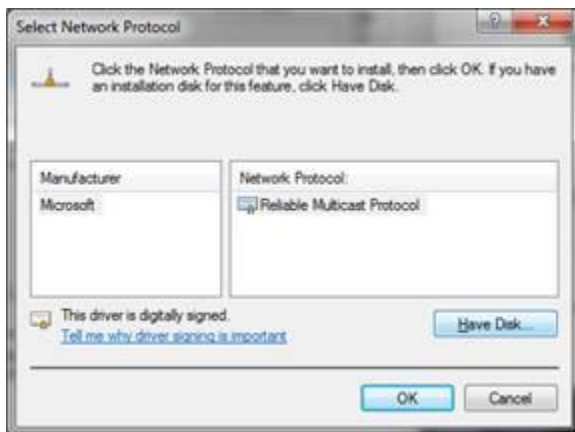 Select Network Protocol
Click the Network Protocol that you want to install, then click OK. If you have
an installation disk for this feature, click Have Disk.
Manufacturer
Network Protocol:
Microsoft
Reliable Multicast Protocol
This driver is digitally signed.
Tell me why driver signing is important
Have Disk...
OK
Cancel